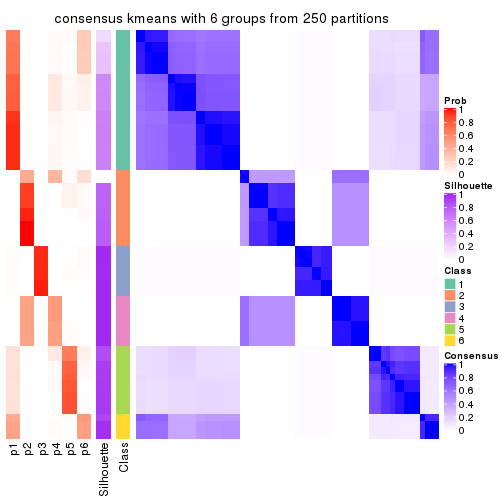 consensus kmeans with 6 groups from 250 partitions
Prob
1
0.8
0.6
0.4
0.2
0
Silhouette
1
0.8
0.6
0.4
0.2
0
Class
1
2
3
4
5
6
Consensus
1
0.8
0.6
0.4
0.2
0
p1
p2
p3
p4
p5
p6
Silhouette
Class